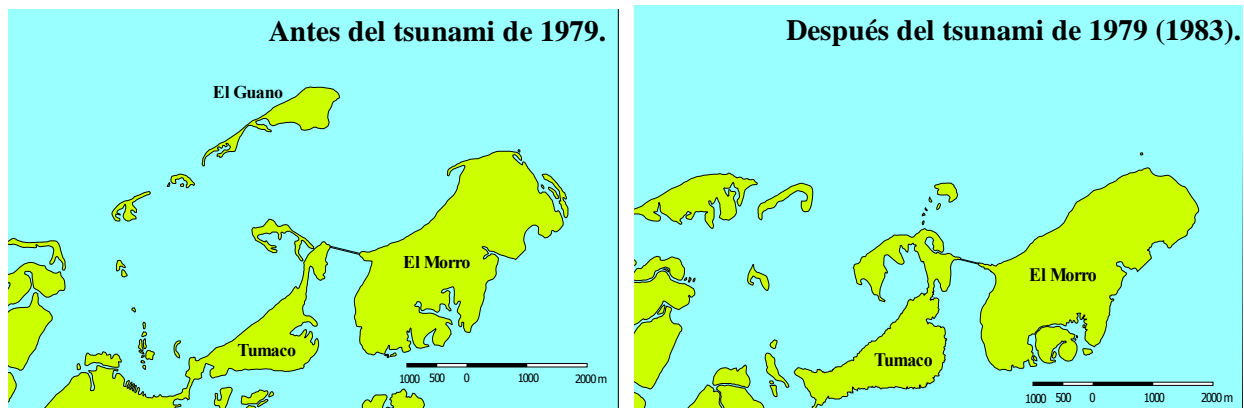 Antes del tsunami de 1979.
El Guano
El Morro
Tumaco
1000 500 0 1000 2000 m
Después del tsunami de 1979 (1983).
El Morro
Tumaco
1000 500 0 1000 2000 m